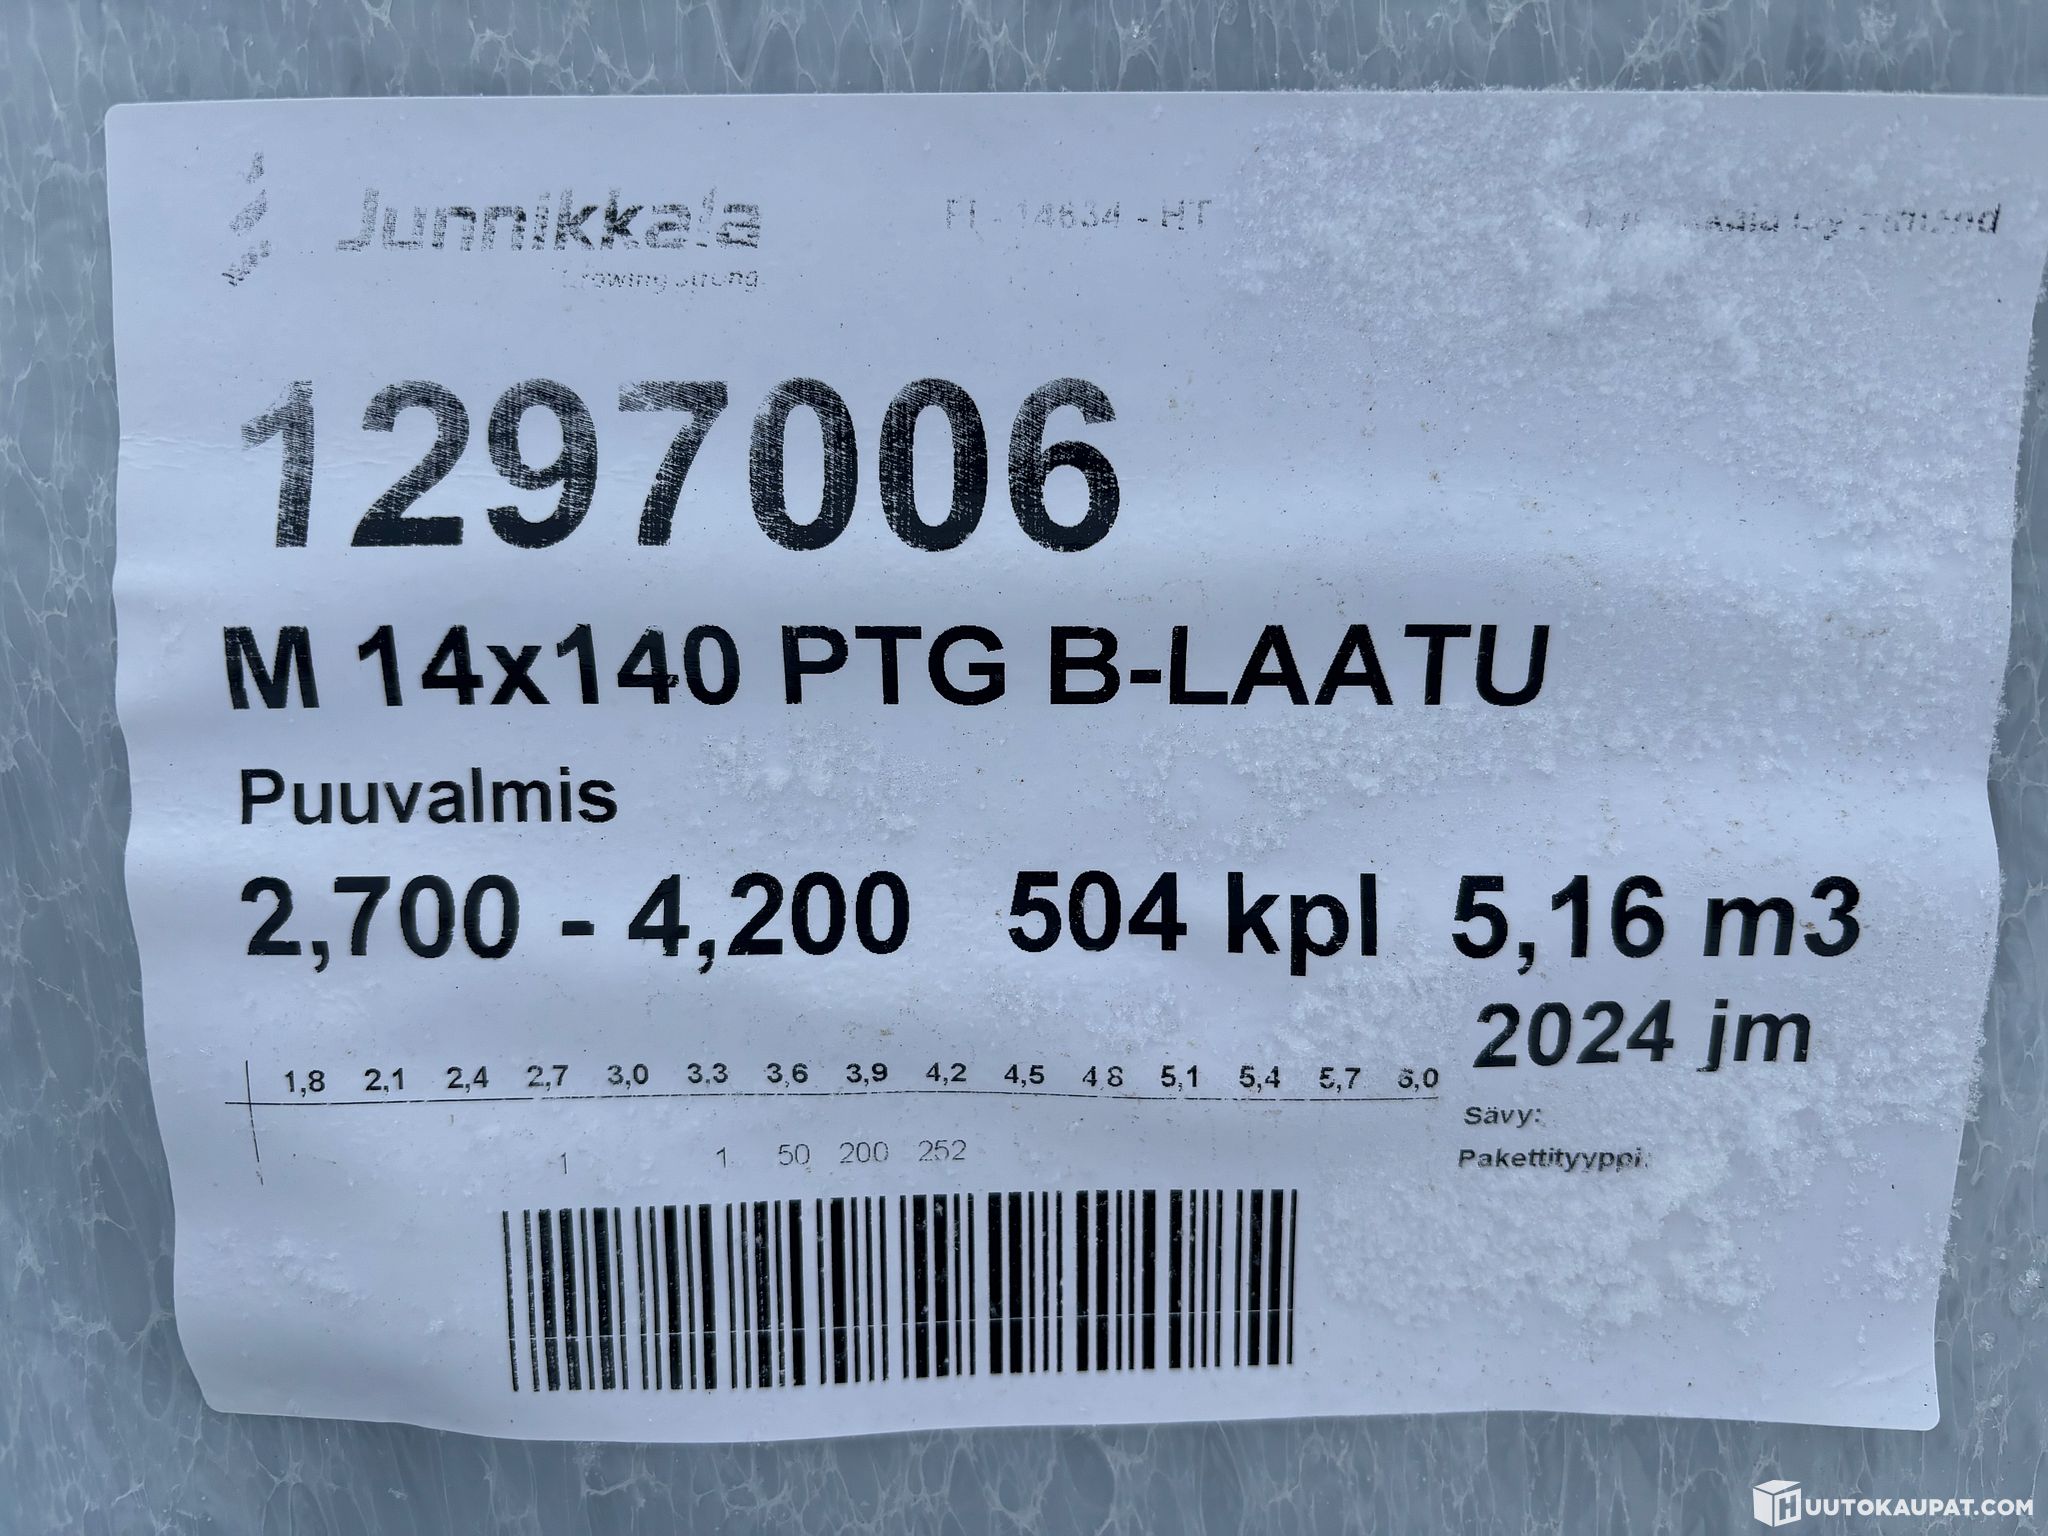 Junnikkala FI - 14634 - HT
Growing Strong
1297006
M 14x140 PTG B-LAATU
Puuvalmis
2,700 - 4,200 504 kpl 5,16 m3
2024 jm
1,8 2,1 2,4 2,7 3,0 3,3 3,6 3,9 4,2 4,5 4,8 5,1 5,4 5,7 6,0
Sävy:
1 1 50 200 252
Pakettityyppi:
HUUTOKAUPAT.COM